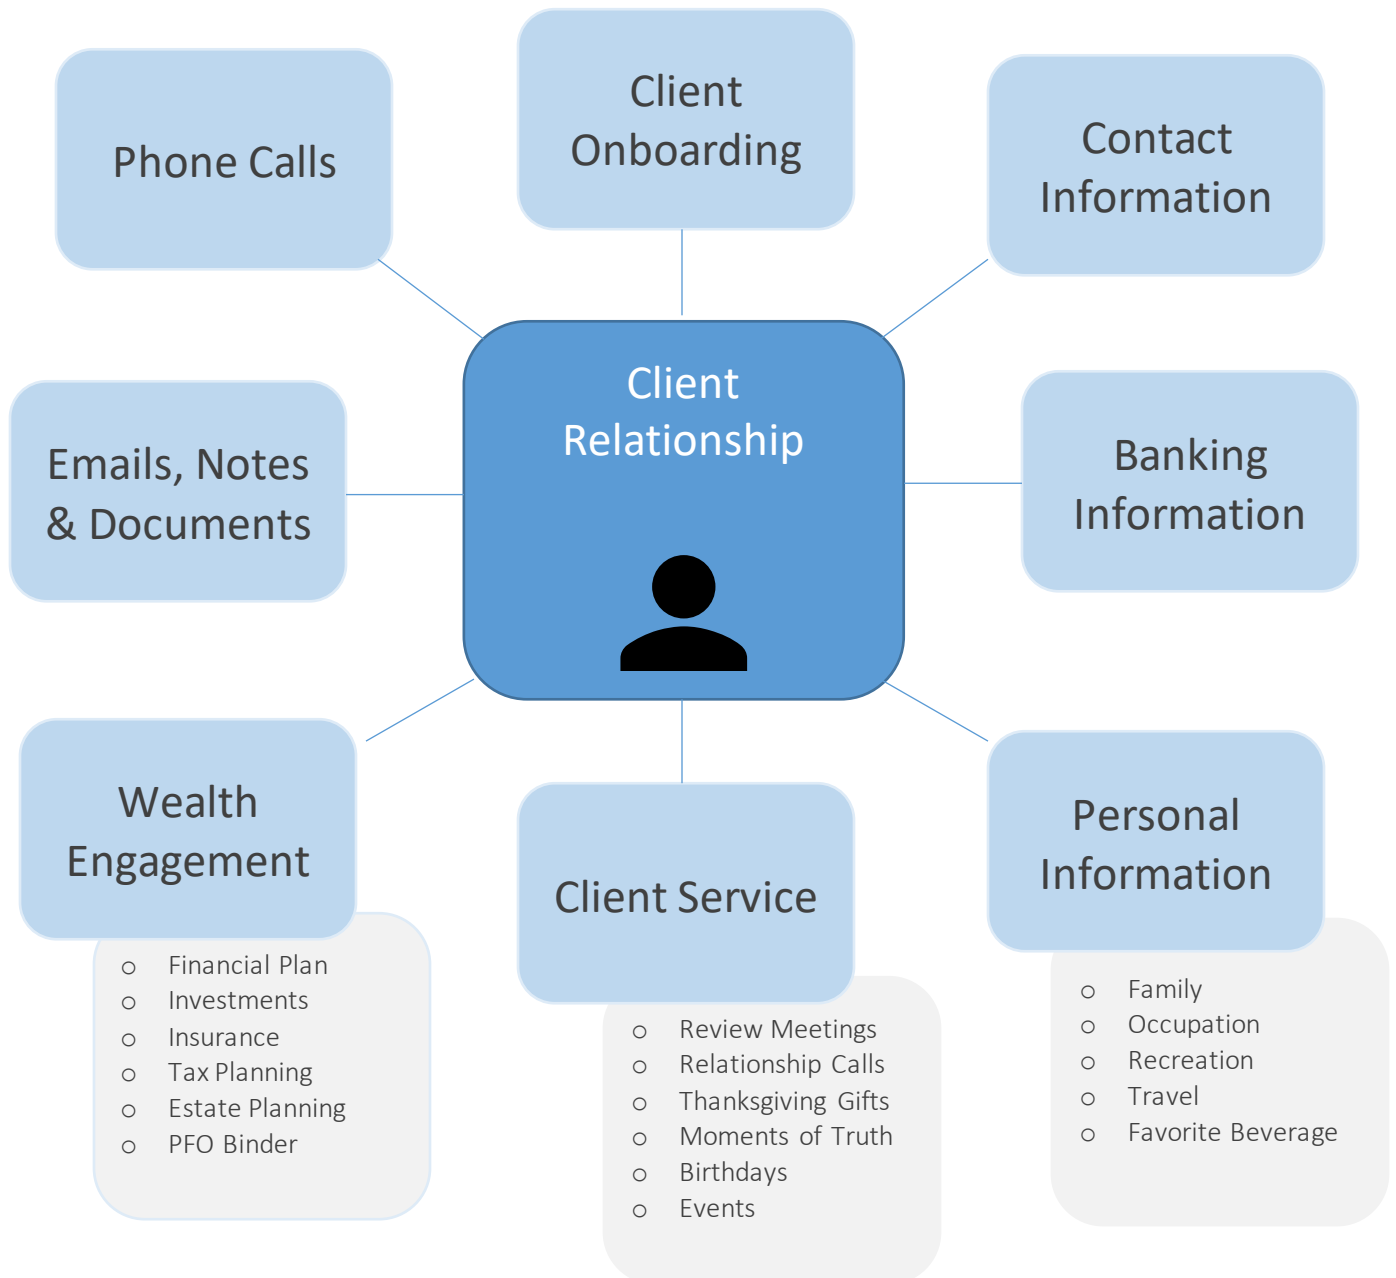 Phone Calls
Client
Onboarding
Contact
Information
Client
Relationship
Emails, Notes
& Documents
Banking
Information
Wealth
Engagement
o Financial Plan
o Investments
o Insurance
o Tax Planning
o Estate Planning
o PFO Binder
Client Service
o Review Meetings
o Relationship Calls
o Thanksgiving Gifts
o Moments of Truth
o Birthdays
o Events
Personal
Information
o Family
o Occupation
o Recreation
o Travel
o Favorite Beverage